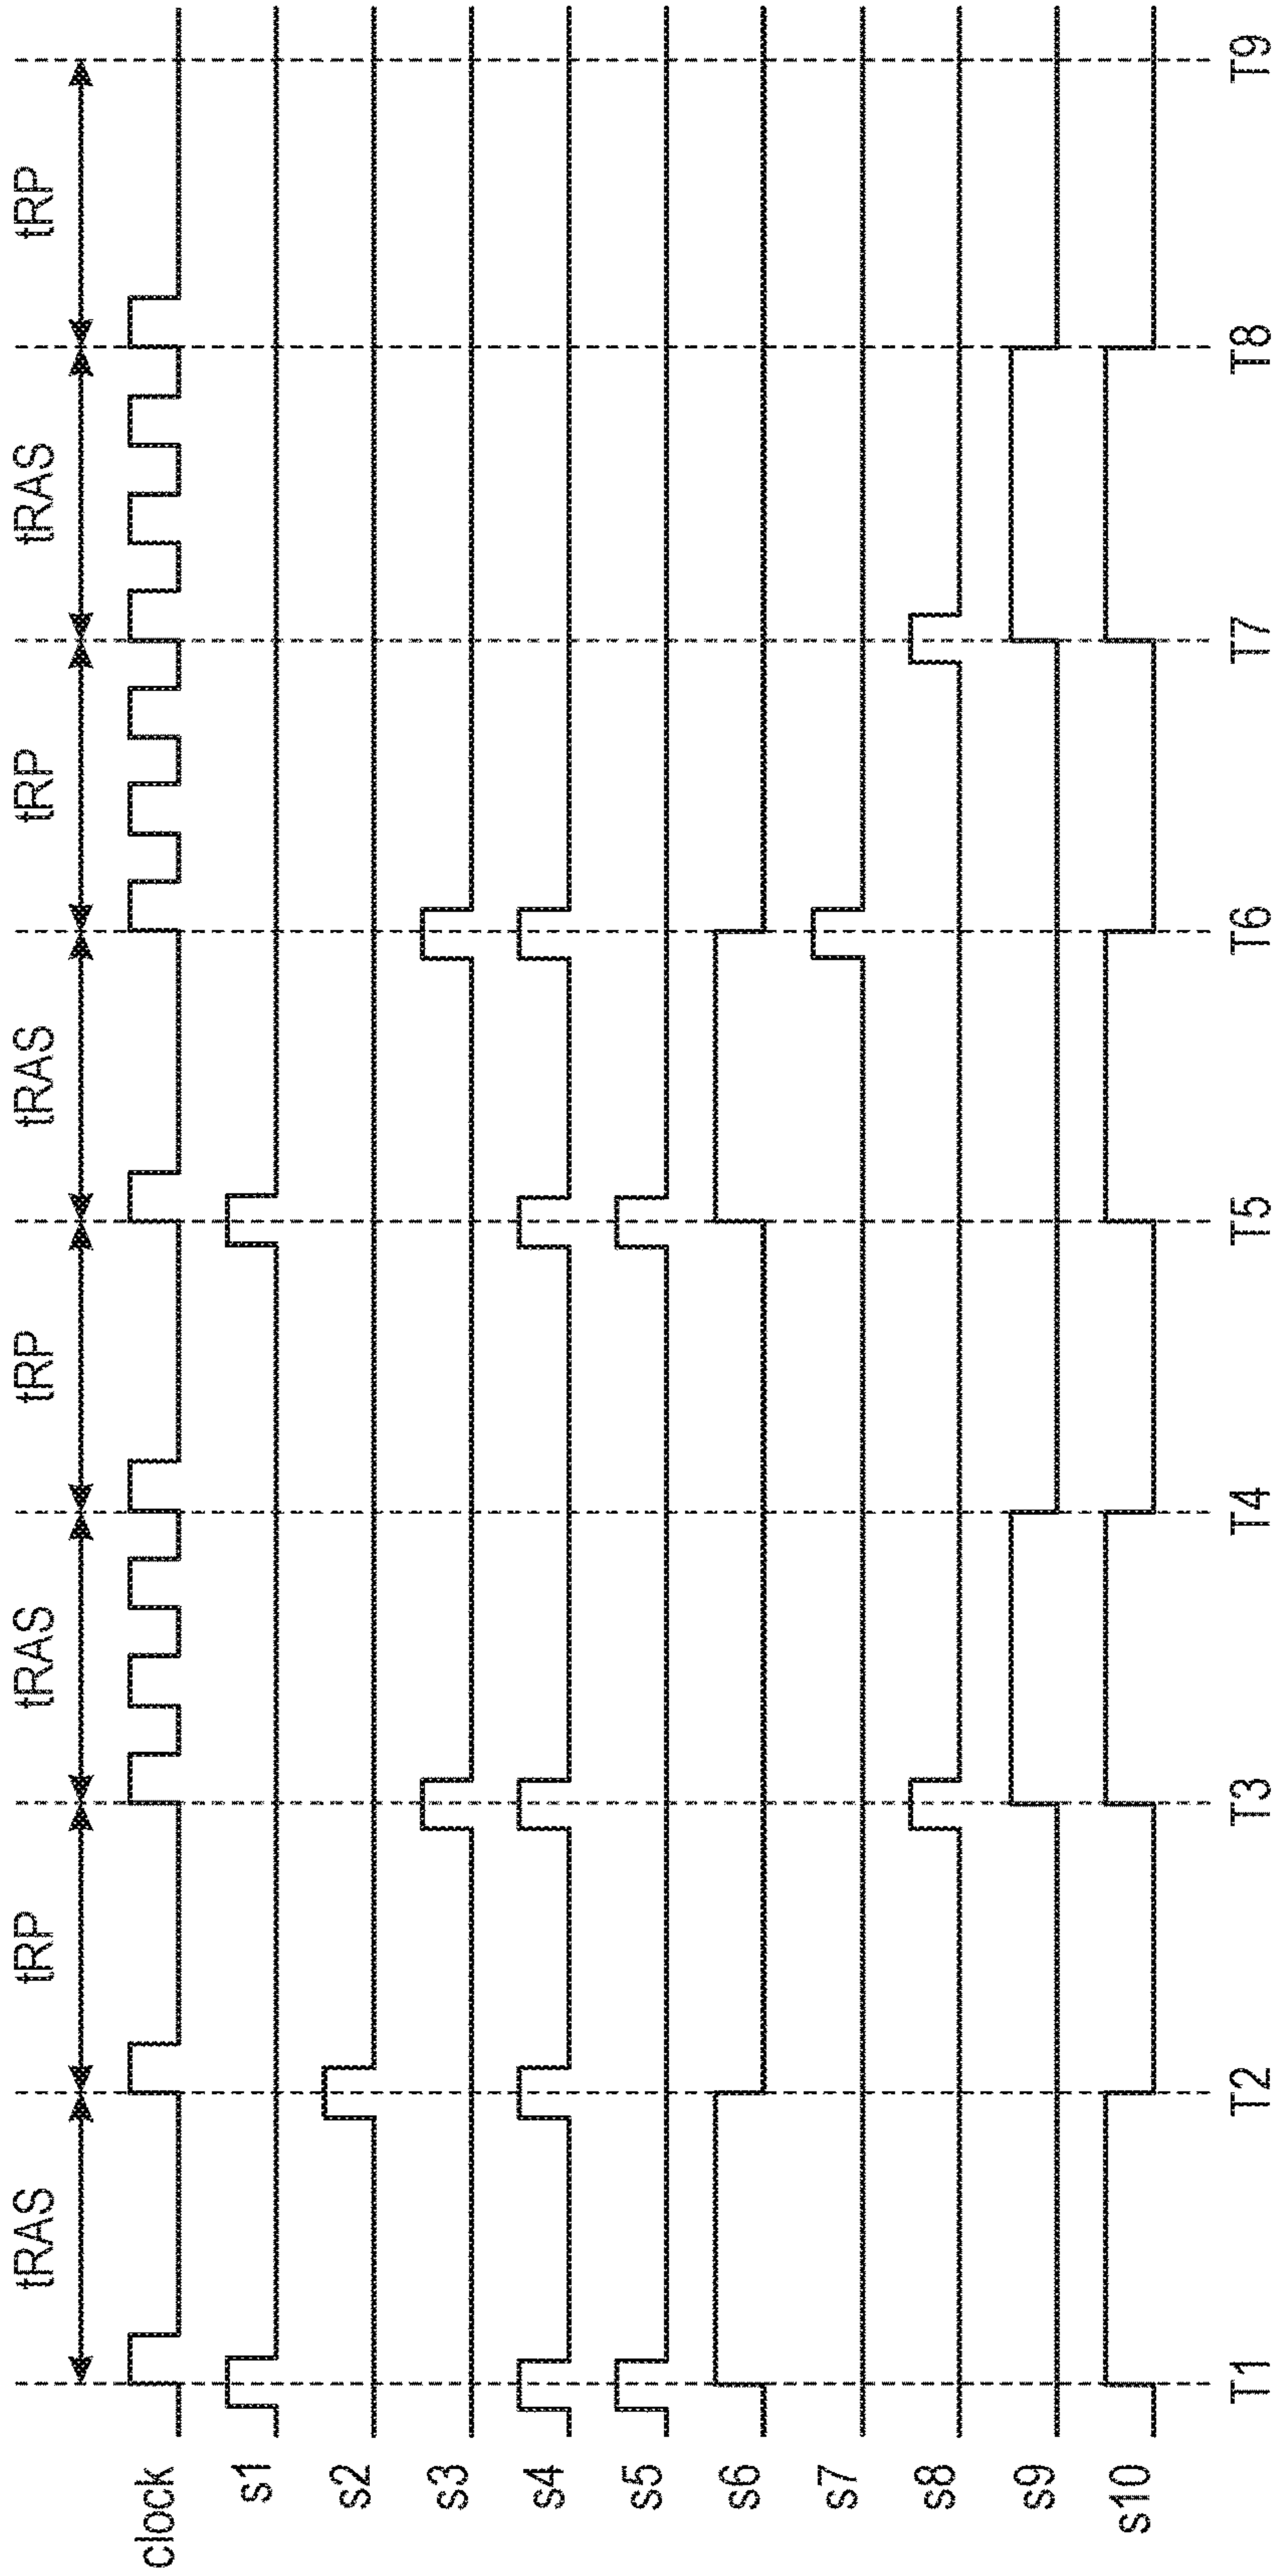 tRAS tRP tRAS tRP tRAS tRP tRAS tRP
clock
s1
s2
s3
s4
s5
s6
s7
s8
s9
s10
T1 T2 T3 T4 T5 T6 T7 T8 T9